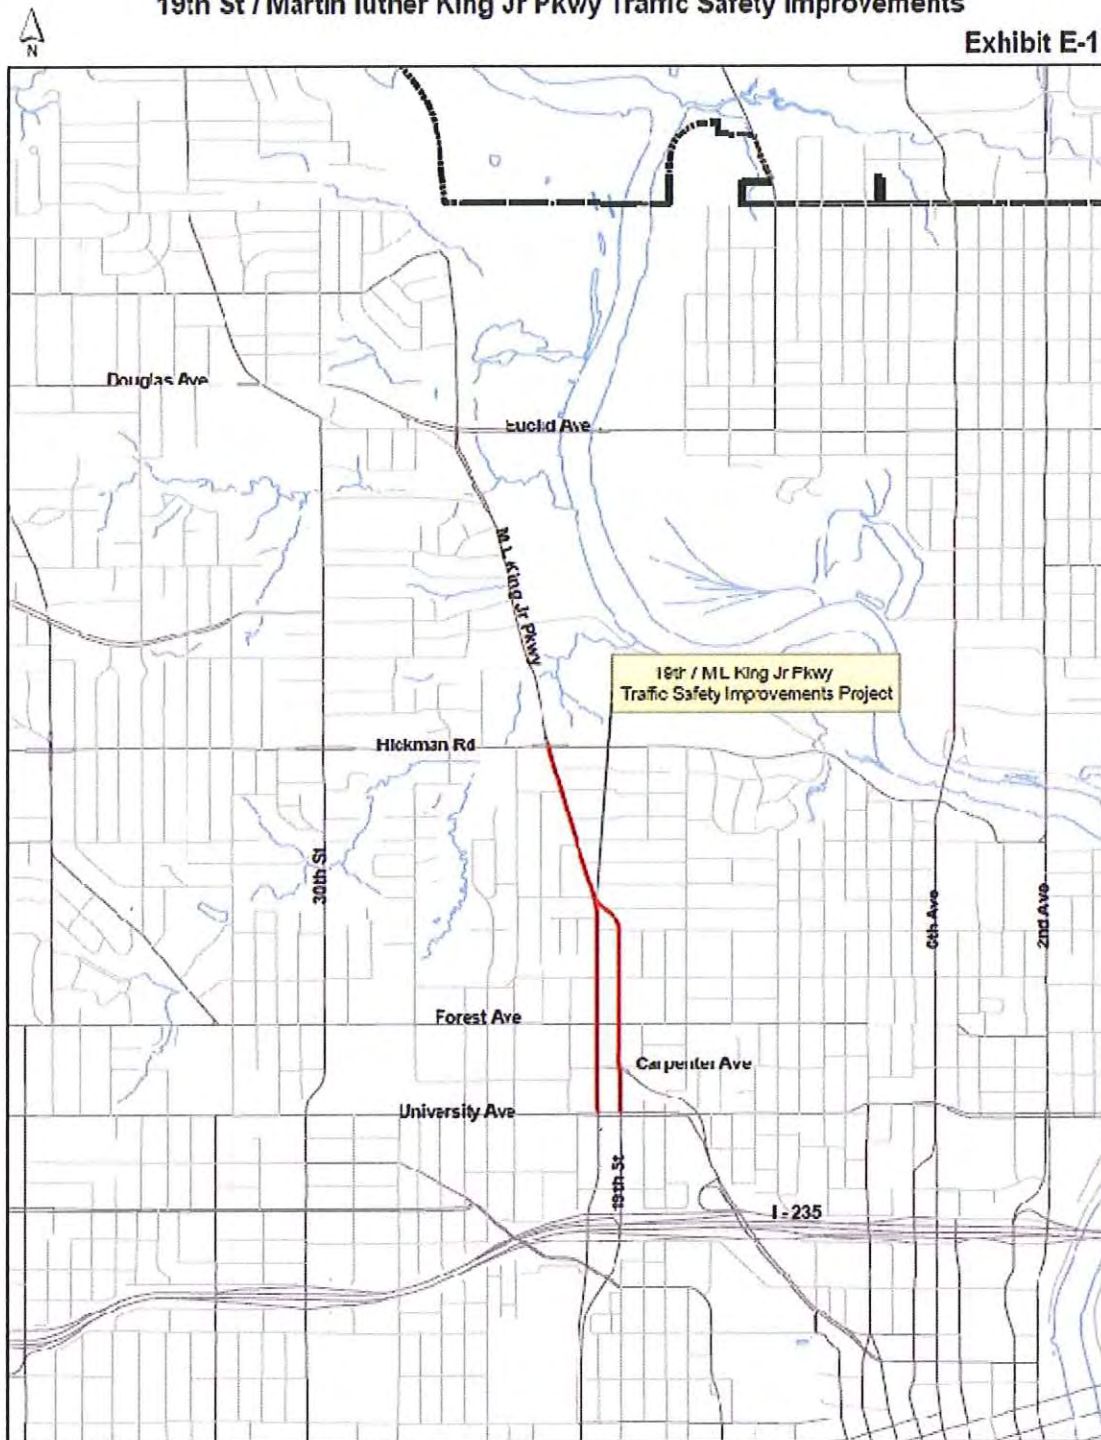 19th St / Martin luther King Jr Pkwy Traffic Safety Improvements
N
Exhibit E-1
Douglas Ave
Euclid Ave
M L King Jr Pkwy
19th / M L King Jr Pkwy
Traffic Safety Improvements Project
Hickman Rd
30th St
6th Ave
2nd Ave
Forest Ave
Carpenter Ave
University Ave
19th St
I - 235